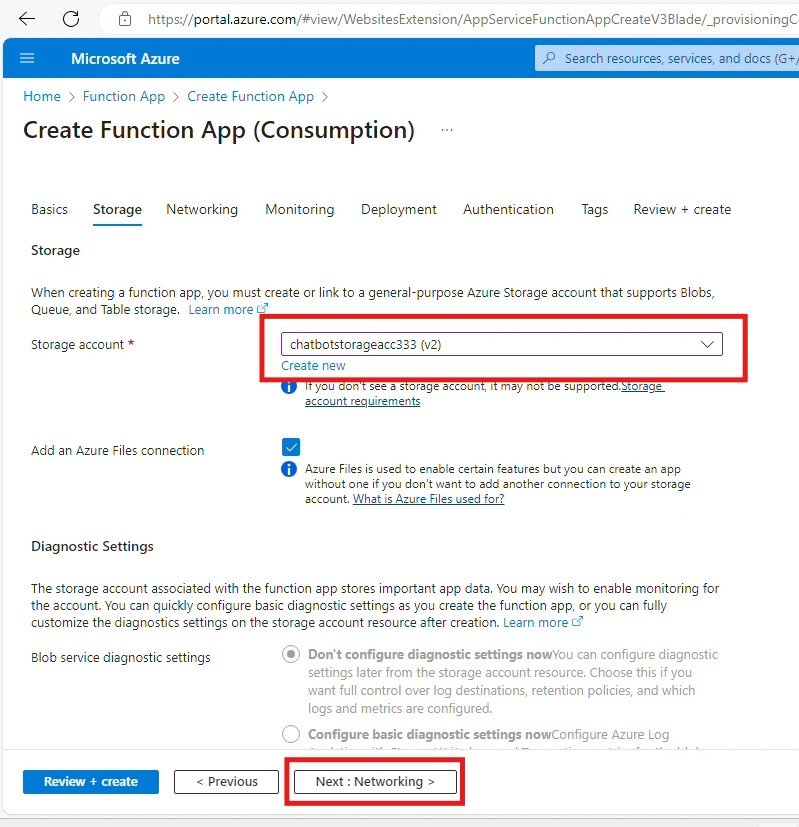 https://portal.azure.com/#view/WebsitesExtension/AppServiceFunctionAppCreateV3Blade/_provisioningC
Microsoft Azure
Search resources, services, and docs (G+/
Home > Function App > Create Function App >
Create Function App (Consumption) ...
Basics Storage Networking Monitoring Deployment Authentication Tags Review + create
Storage
When creating a function app, you must create or link to a general-purpose Azure Storage account that supports Blobs,
Queue, and Table storage. Learn more
Storage account *
chatbotstorageacc333 (v2)
Create new
If you don't see a storage account, it may not be supported.Storage
account requirements
Add an Azure Files connection
Azure Files is used to enable certain features but you can create an app
without one if you don't want to add another connection to your storage
account. What is Azure Files used for?
Diagnostic Settings
The storage account associated with the function app stores important app data. You may wish to enable monitoring for
the account. You can quickly configure basic diagnostic settings as you create the function app, or you can fully
customize the diagnostics settings on the storage account resource after creation. Learn more
Blob service diagnostic settings
Don't configure diagnostic settings nowYou can configure diagnostic
settings later from the storage account resource. Choose this if you
want full control over log destinations, retention policies, and which
logs and metrics are configured.
Configure basic diagnostic settings nowConfigure Azure Log
Review + create
< Previous
Next : Networking >